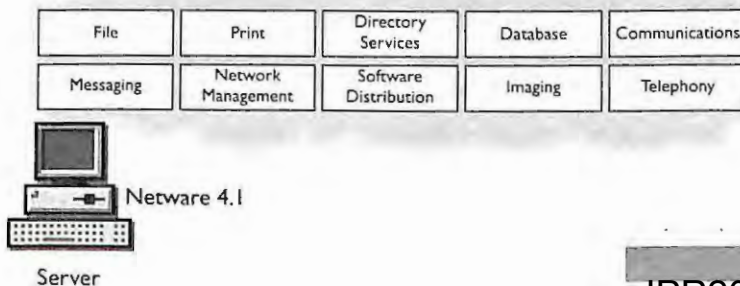 File
Print
Directory
Services
Database
Communications
Messaging
Network
Management
Software
Distribution
Imaging
Telephony
Netware 4.1
Server